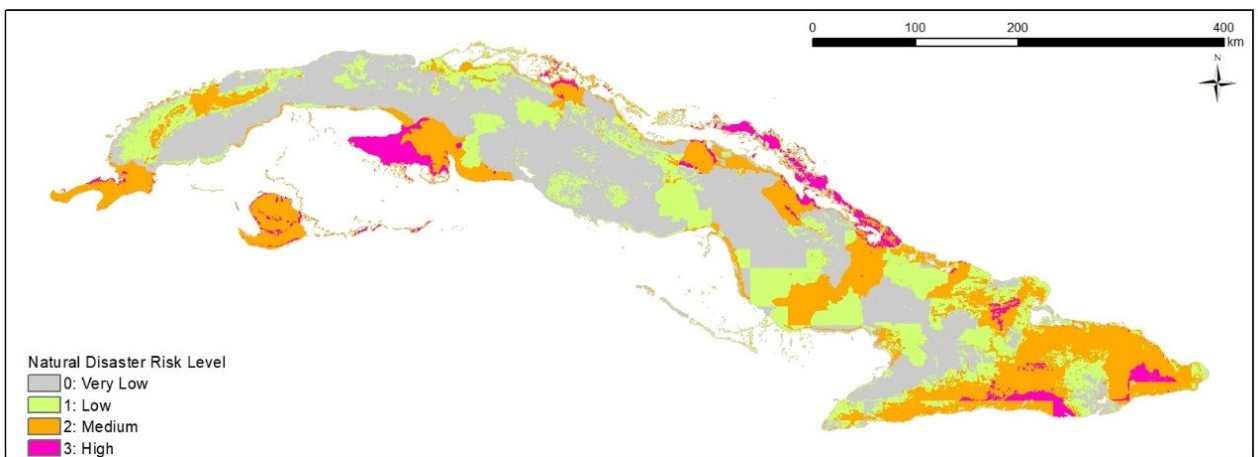 0 100 200 400
km
N
Natural Disaster Risk Level
0: Very Low
1: Low
2: Medium
3: High